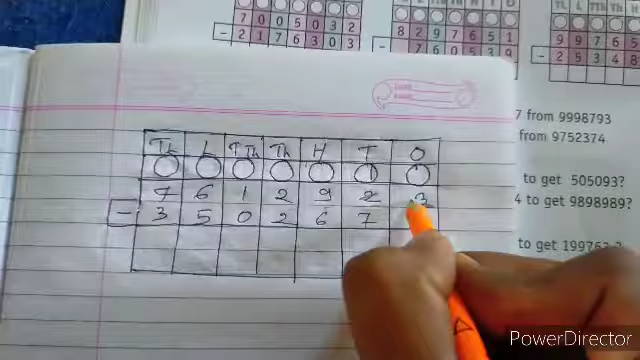 TL L TTh Th H T O
7 0 0 5 0 3 2
- 2 1 7 6 3 0 3
8 2 9 7 6 5 1
- 7 6 0 5 3 9
TL L TTh Th
9 9 7 6 5
- 2 5 3 4 8
7 from 9998793
from 9752374
to get 505093?
4 to get 9898989?
to get 199763 ?
7 6 1 2 9 2 3
- 3 5 0 2 6 7
PowerDirector